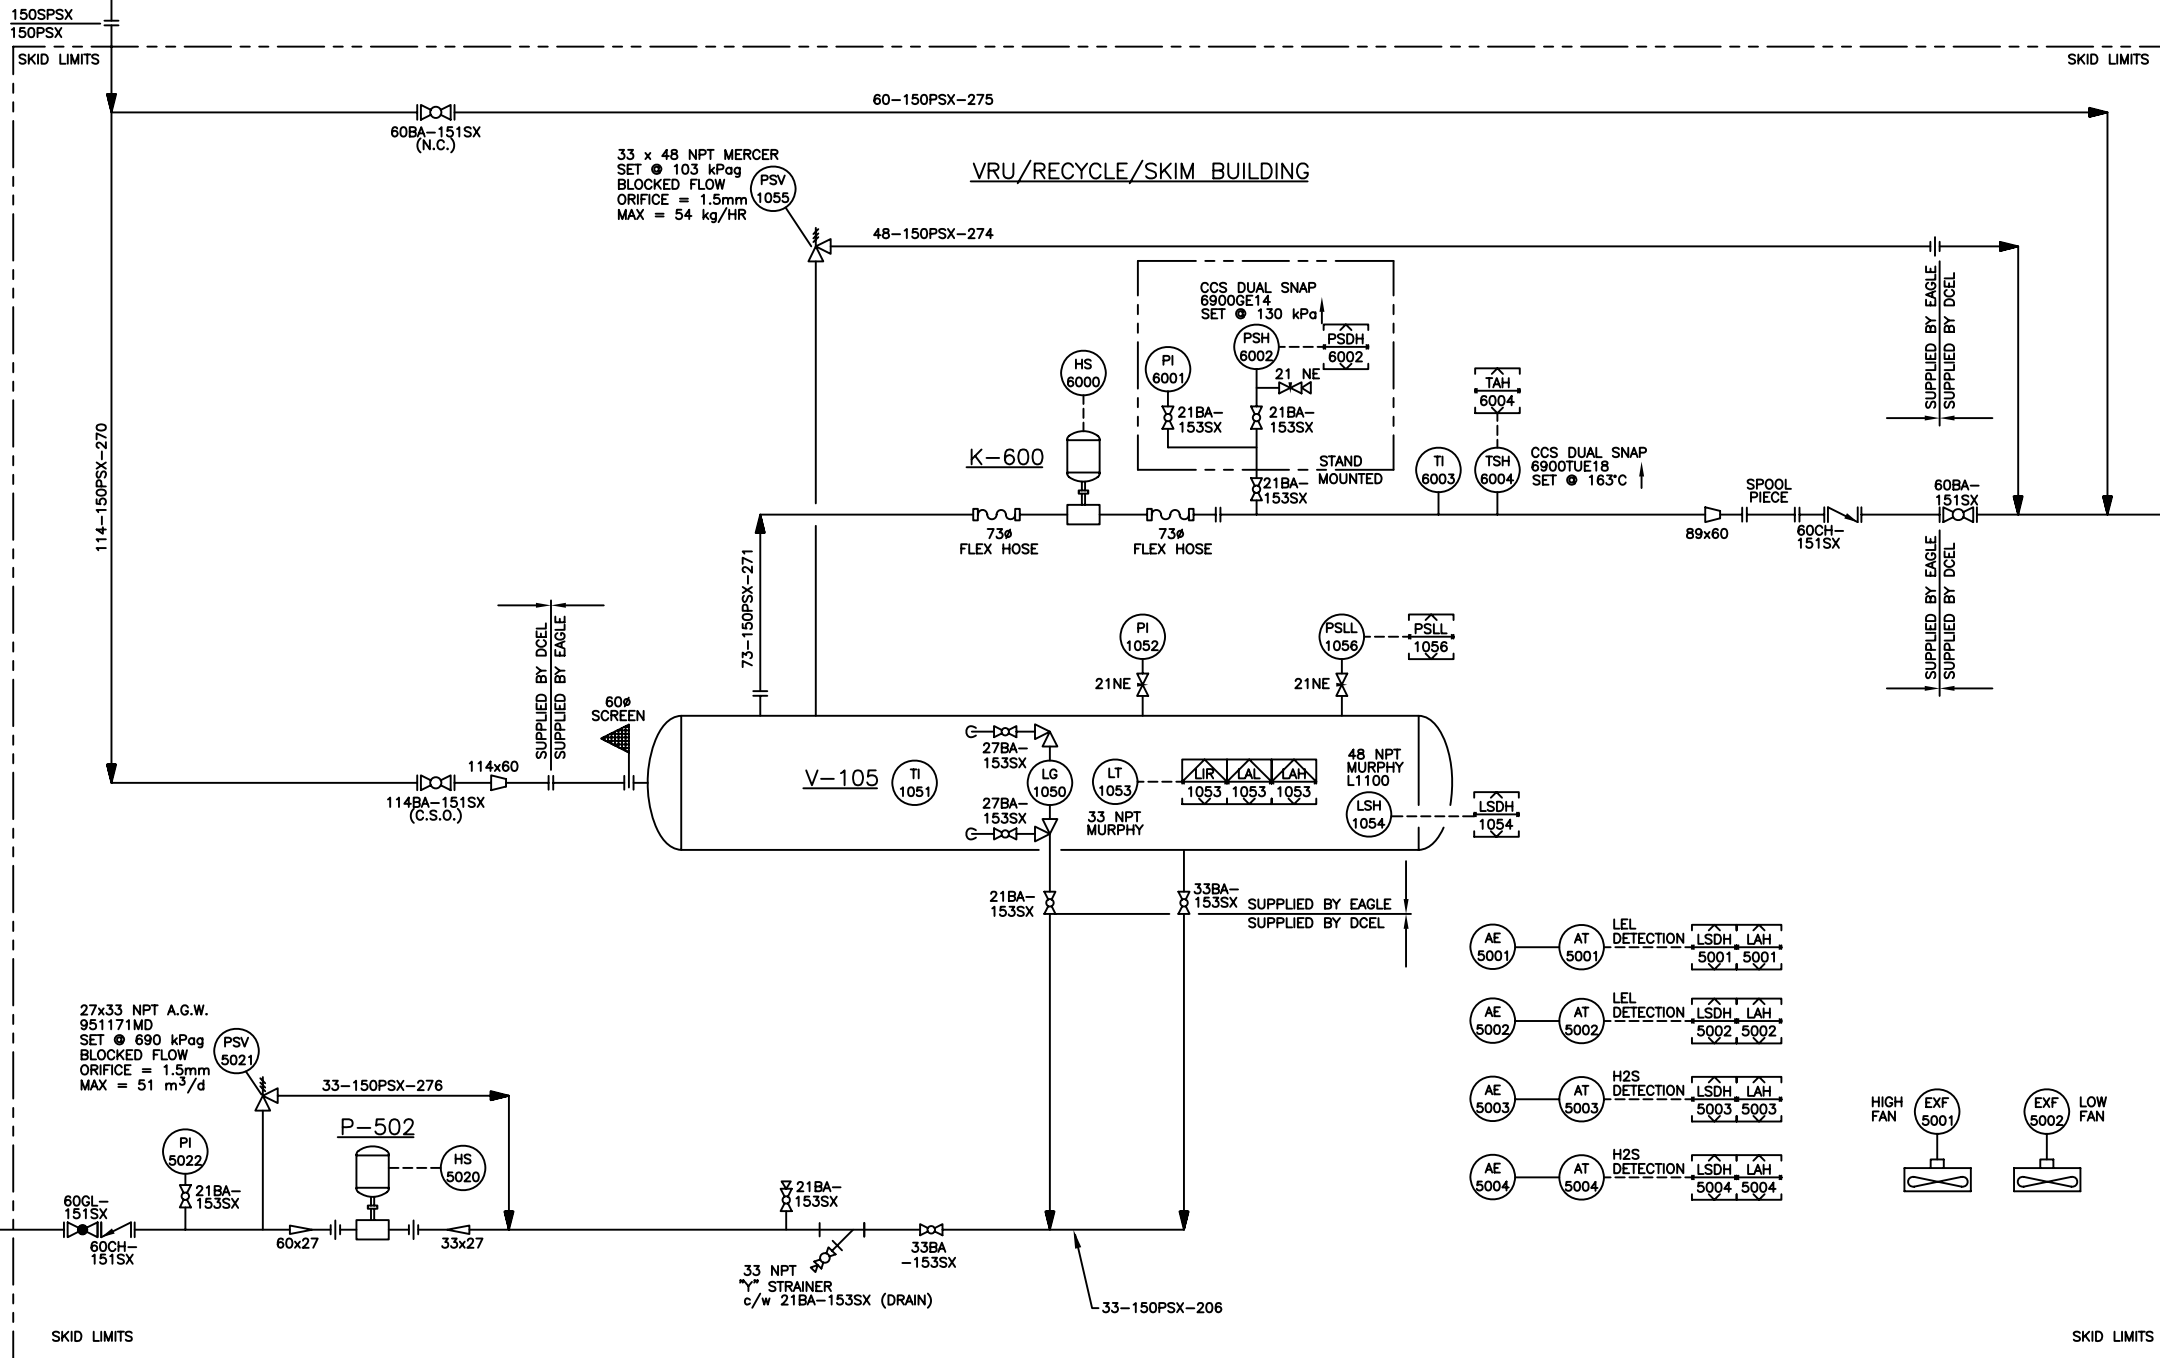 150SPSX
150PSX
SKID LIMITS
SKID LIMITS
60-150PSX-275
60BA-151SX
(N.C.)
33 x 48 NPT MERCER
SET @ 103 kPag
BLOCKED FLOW
ORIFICE = 1.5mm
MAX = 54 kg/HR
PSV
1055
VRU/RECYCLE/SKIM BUILDING
48-150PSX-274
SUPPLIED BY EAGLE
SUPPLIED BY DCEL
CCS DUAL SNAP
6900GE14
SET @ 130 kPa
PSH
6002
PSDH
6002
PI
6001
21 NE
21BA-
153SX
21BA-
153SX
STAND
MOUNTED
21BA-
153SX
HS
6000
K-600
TAH
6004
TI
6003
TSH
6004
CCS DUAL SNAP
6900TUE18
SET @ 163°C
SPOOL
PIECE
60BA-
151SX
114-150PSX-270
73ø
FLEX HOSE
73ø
FLEX HOSE
89x60
60CH-
151SX
73-150PSX-271
SUPPLIED BY EAGLE
SUPPLIED BY DCEL
SUPPLIED BY DCEL
SUPPLIED BY EAGLE
PI
1052
21NE
PSLL
1056
PSLL
1056
21NE
60ø
SCREEN
114x60
114BA-151SX
(C.S.O.)
V-105
TI
1051
27BA-
153SX
LG
1050
27BA-
153SX
LT
1053
33 NPT
MURPHY
LIR
1053
LAL
1053
LAH
1053
48 NPT
MURPHY
L1100
LSH
1054
LSDH
1054
21BA-
153SX
33BA-
153SX
SUPPLIED BY EAGLE
SUPPLIED BY DCEL
AE
5001
AT
5001
LEL
DETECTION
LSDH
5001
LAH
5001
AE
5002
AT
5002
LEL
DETECTION
LSDH
5002
LAH
5002
AE
5003
AT
5003
H2S
DETECTION
LSDH
5003
LAH
5003
AE
5004
AT
5004
H2S
DETECTION
LSDH
5004
LAH
5004
HIGH
FAN
EXF
5001
EXF
5002
LOW
FAN
27x33 NPT A.G.W.
951171MD
SET @ 690 kPag
BLOCKED FLOW
ORIFICE = 1.5mm
MAX = 51 m³/d
PSV
5021
33-150PSX-276
P-502
PI
5022
HS
5020
21BA-
153SX
60GL-
151SX
60CH-
151SX
60x27
33x27
21BA-
153SX
33 NPT
"Y" STRAINER
c/w 21BA-153SX (DRAIN)
33BA
-153SX
33-150PSX-206
SKID LIMITS
SKID LIMITS